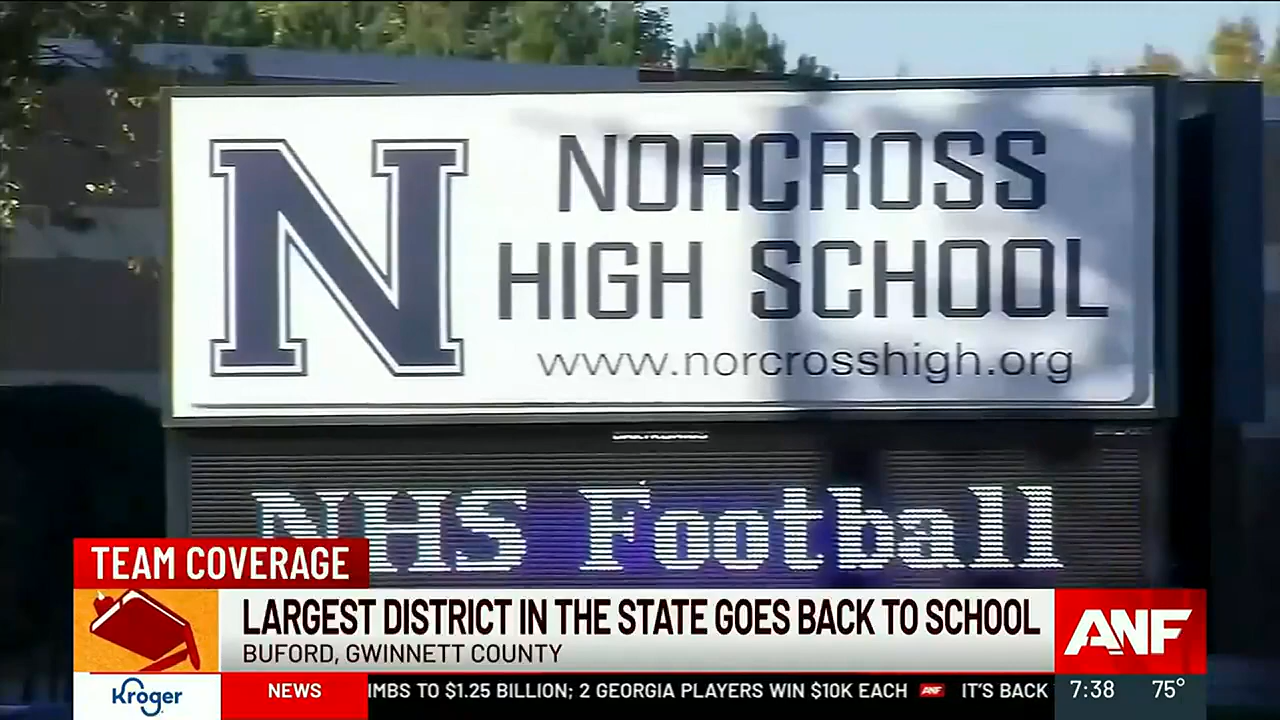 N
NORCROSS
HIGH SCHOOL
www.norcrosshigh.org
NHS Football
TEAM COVERAGE
LARGEST DISTRICT IN THE STATE GOES BACK TO SCHOOL
BUFORD, GWINNETT COUNTY
ANF
Kroger
NEWS
IMBS TO $1.25 BILLION; 2 GEORGIA PLAYERS WIN $10K EACH ANF IT'S BACK
7:38 75°